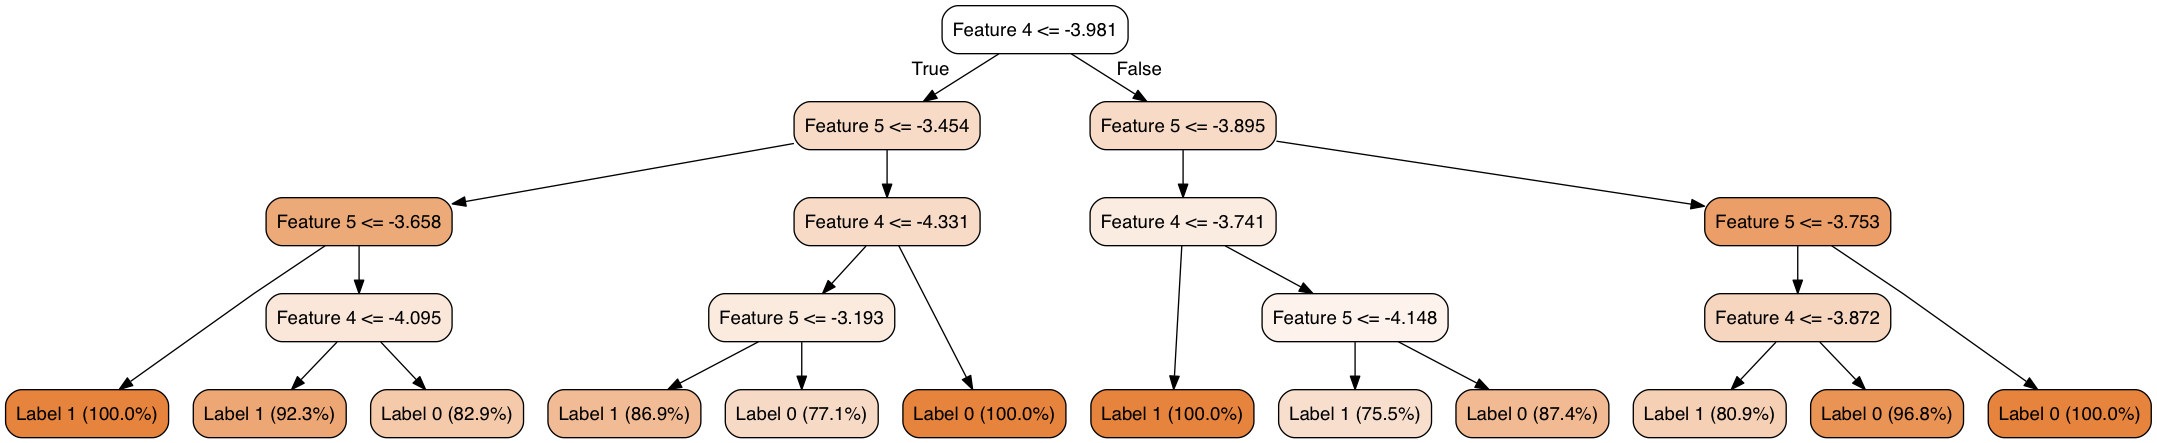 Feature 4 <= -3.981
True
False
Feature 5 <= -3.454
Feature 5 <= -3.895
Feature 5 <= -3.658
Feature 4 <= -4.331
Feature 4 <= -3.741
Feature 5 <= -3.753
Feature 4 <= -4.095
Feature 5 <= -3.193
Feature 5 <= -4.148
Feature 4 <= -3.872
Label 1 (100.0%)
Label 1 (92.3%)
Label 0 (82.9%)
Label 1 (86.9%)
Label 0 (77.1%)
Label 0 (100.0%)
Label 1 (100.0%)
Label 1 (75.5%)
Label 0 (87.4%)
Label 1 (80.9%)
Label 0 (96.8%)
Label 0 (100.0%)